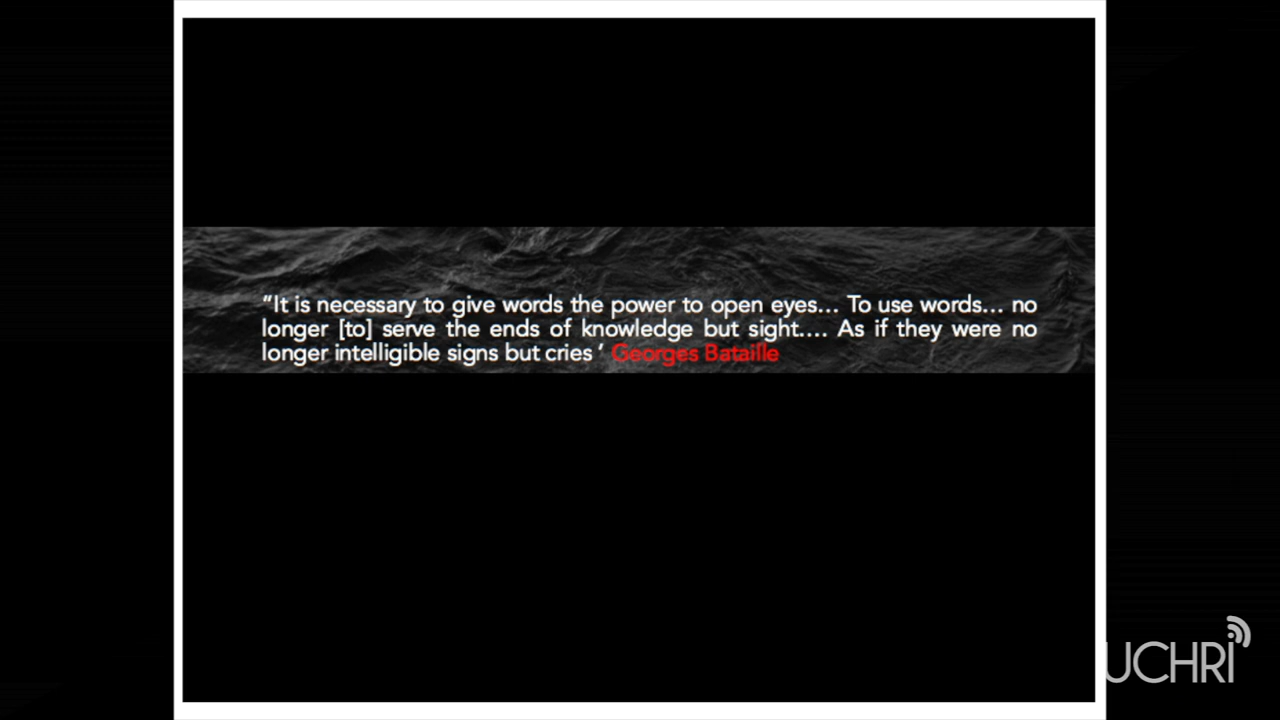 “It is necessary to give words the power to open eyes... To use words... no
longer [to] serve the ends of knowledge but sight.... As if they were no
longer intelligible signs but cries ’ Georges Bataille
UCHRI